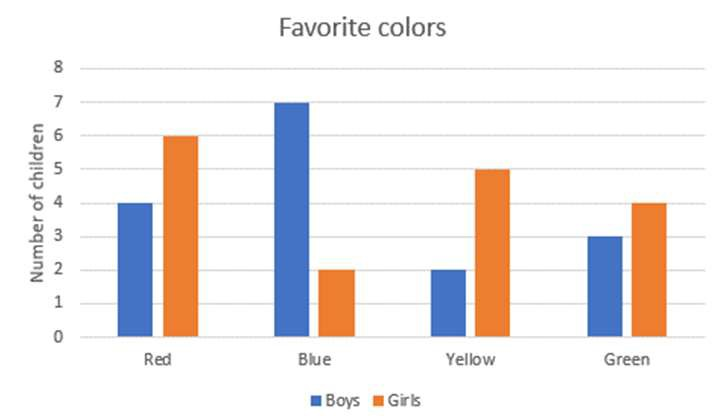 Favorite colors
Number of children
8
7
6
5
4
3
2
1
0
Red Blue Yellow Green
Boys Girls